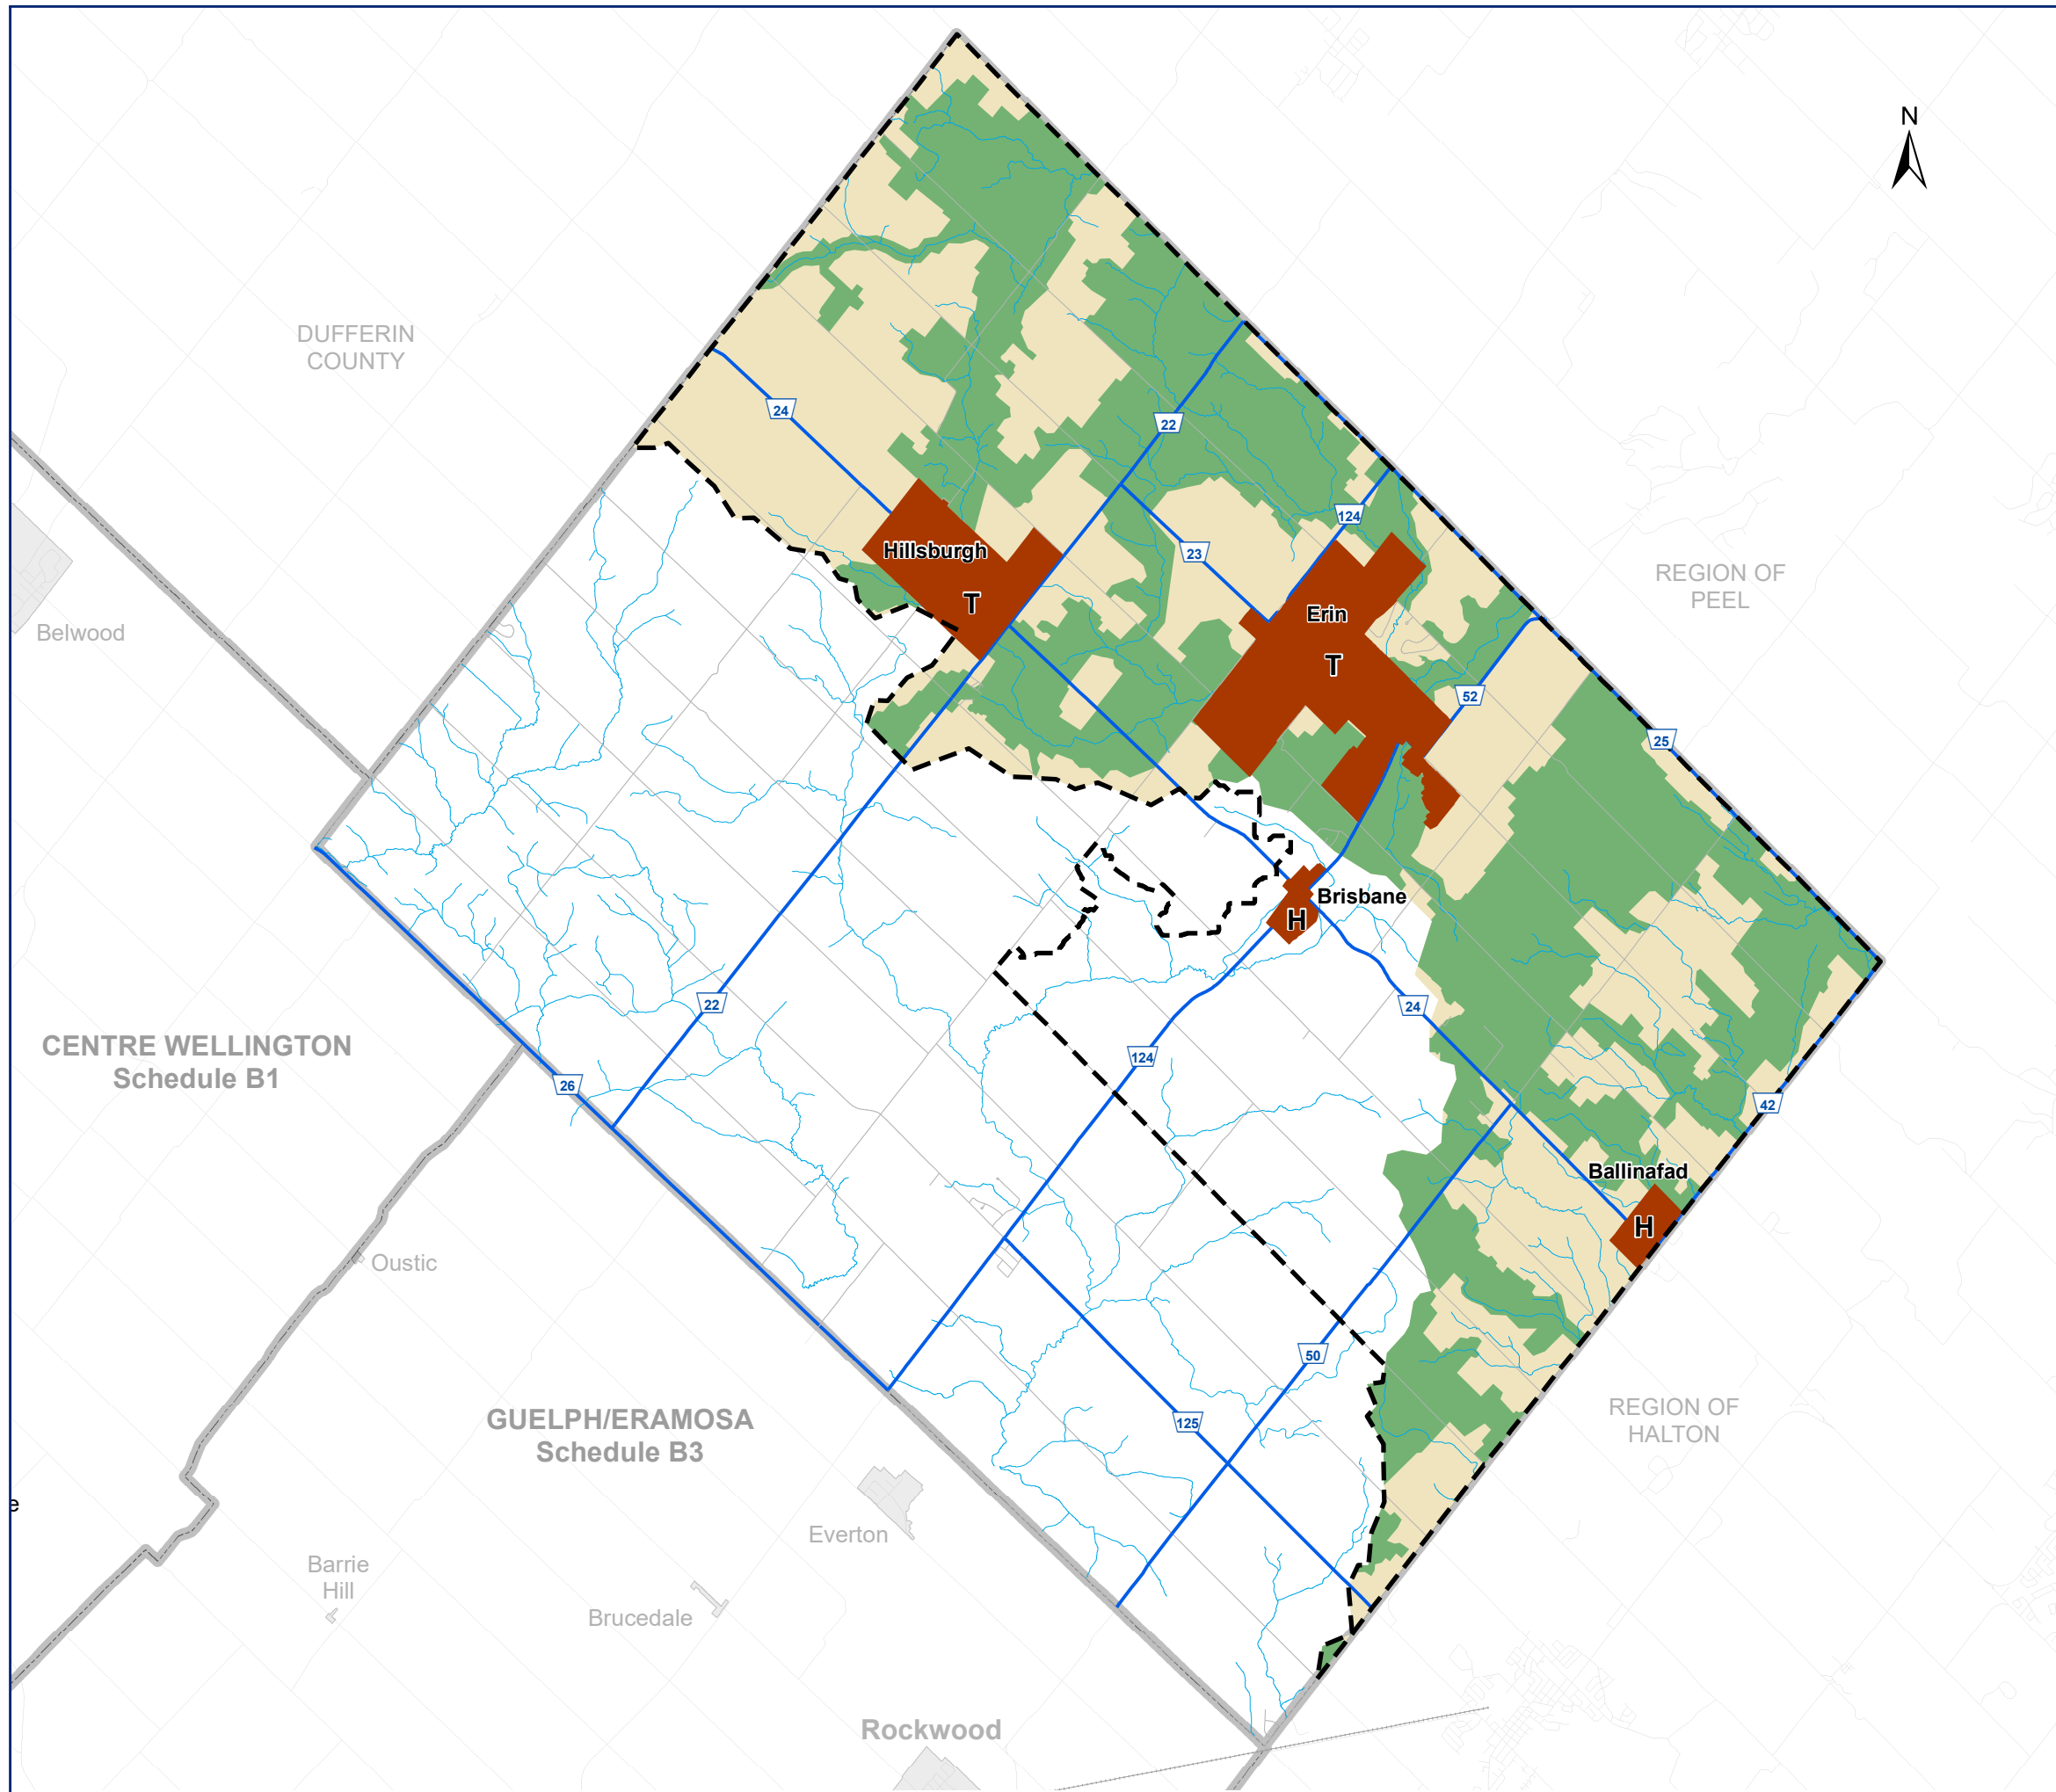 N
DUFFERIN
COUNTY
24
22
124
Hillsburgh
23
REGION OF
PEEL
T
Erin
Belwood
T
52
25
Brisbane
H
22
24
CENTRE WELLINGTON
Schedule B1
124
26
42
Ballinafad
H
Oustic
50
GUELPH/ERAMOSA
Schedule B3
REGION OF
HALTON
125
e
Everton
Barrie
Hill
Brucedale
Rockwood